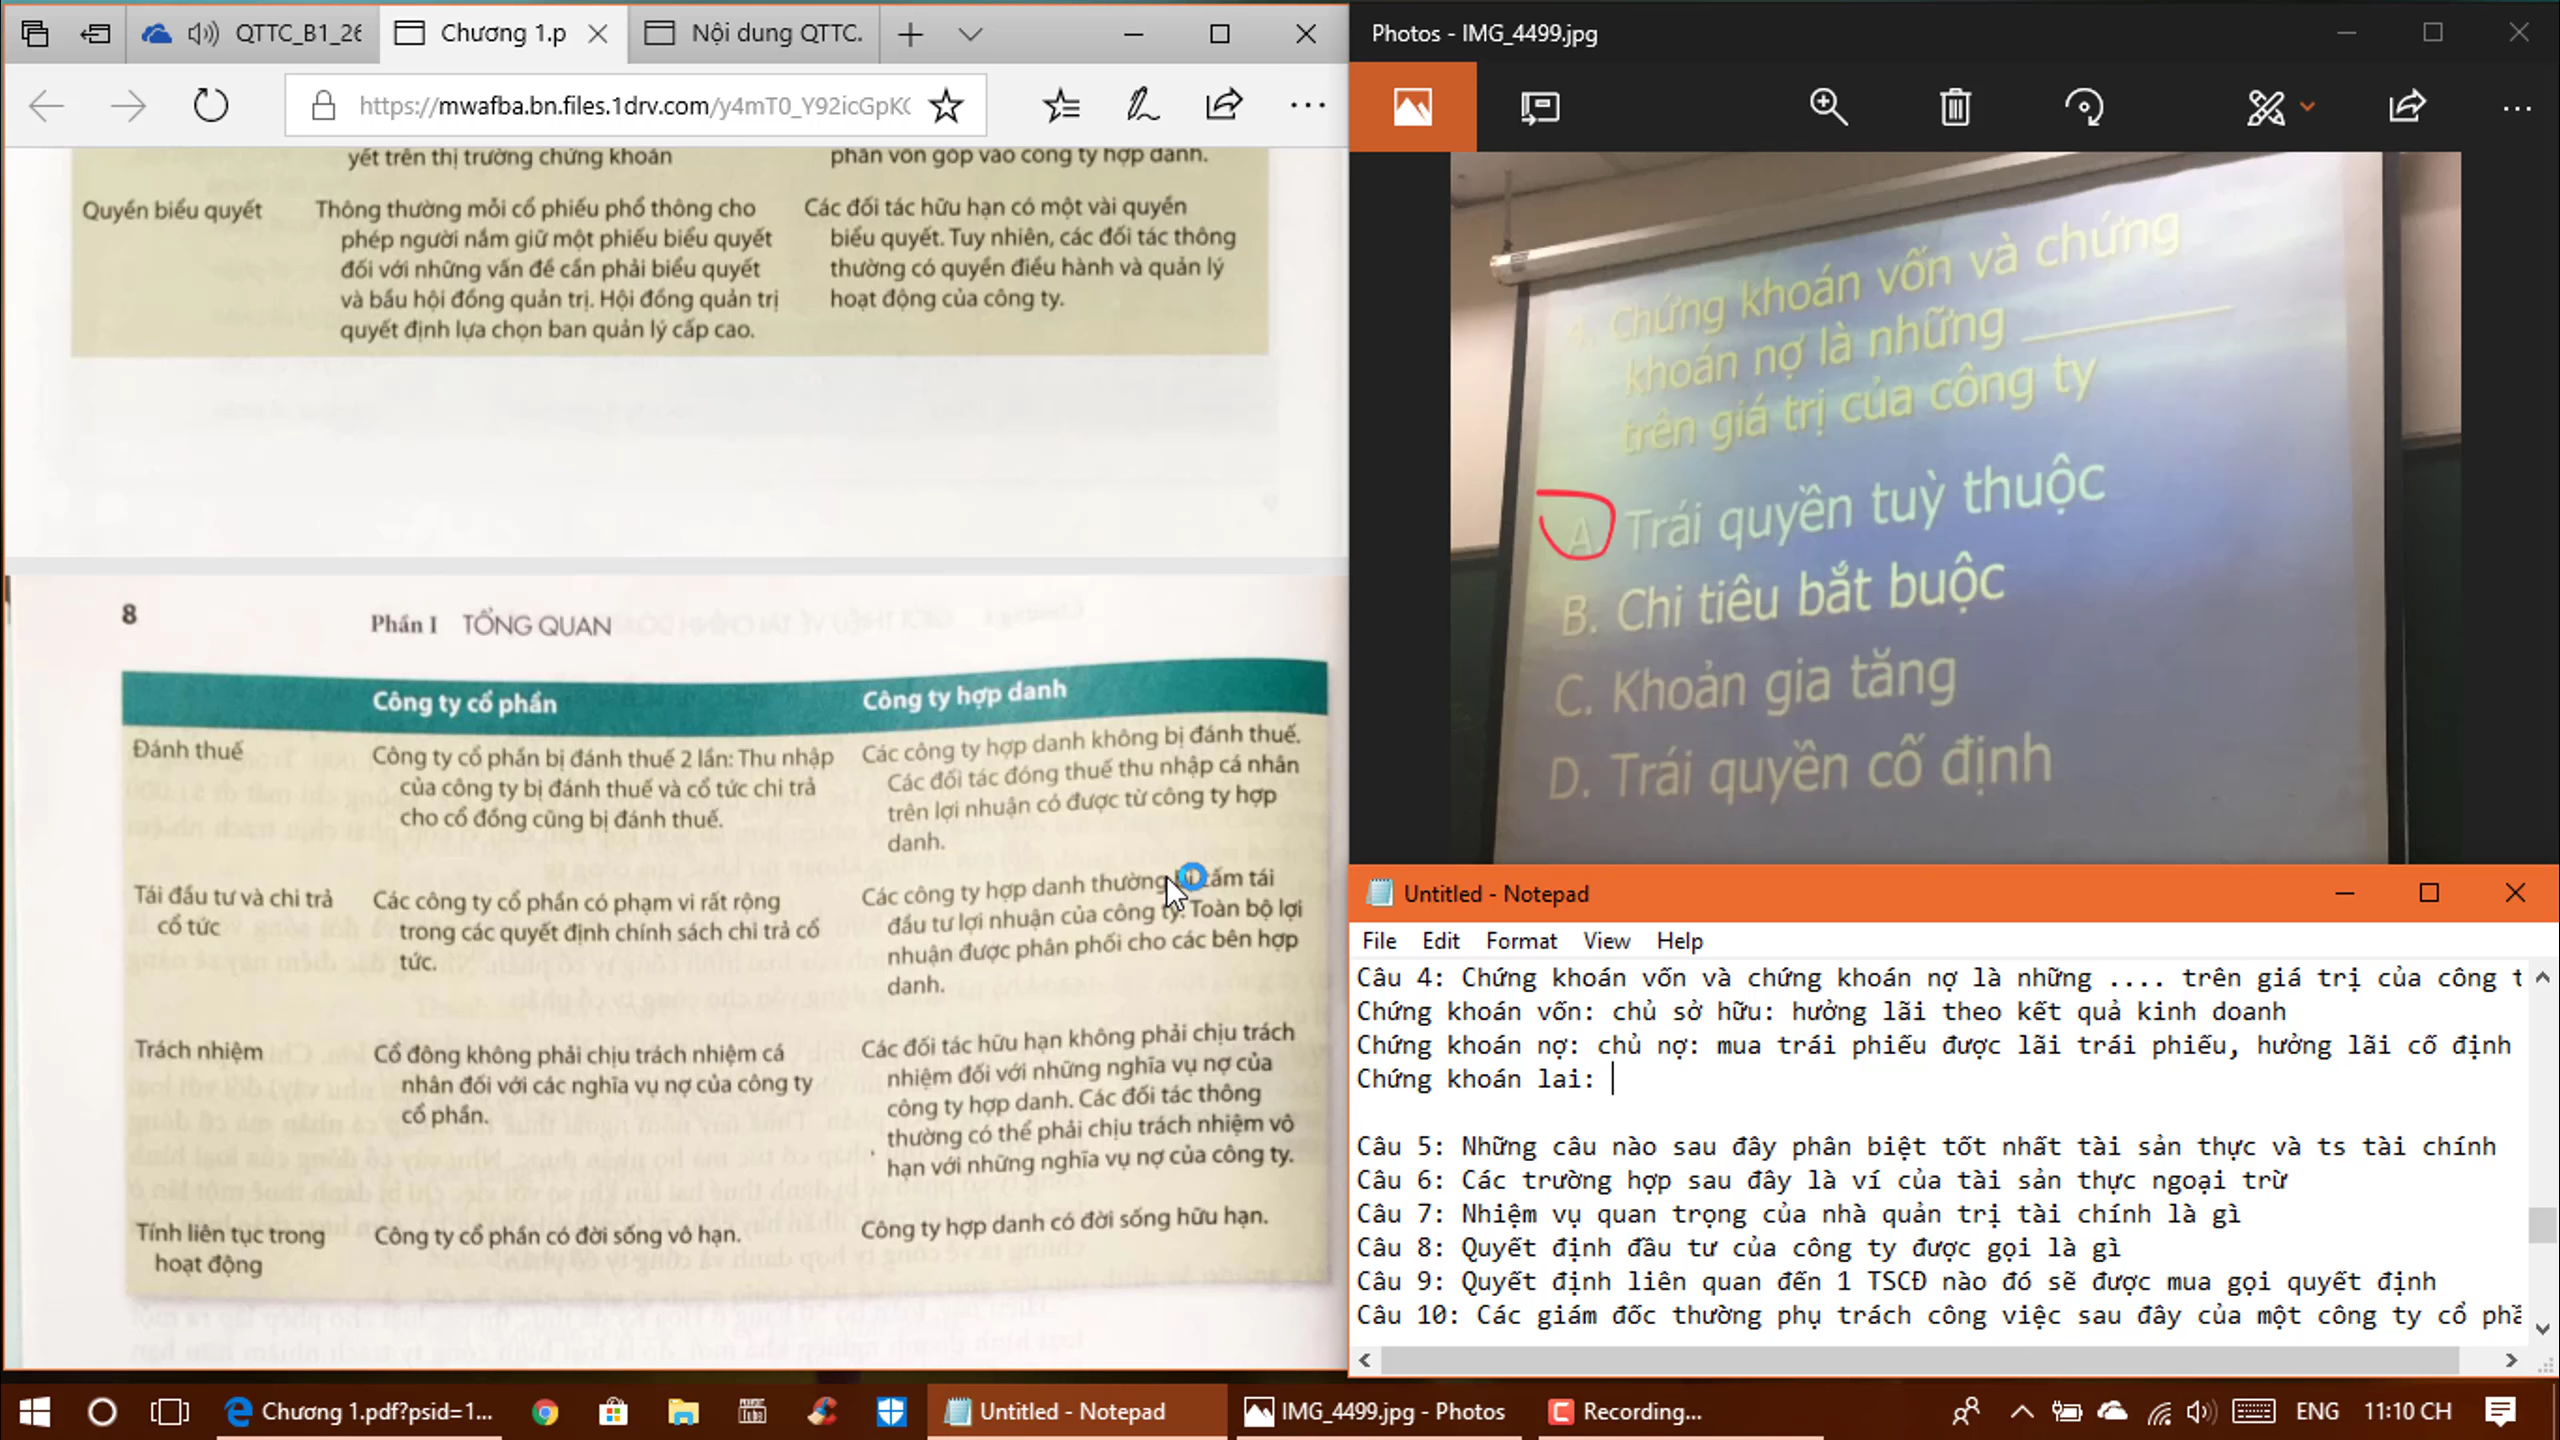 QTTC_B1_26
Chương 1.p
Nội dung QTTC.
https://mwafba.bn.files.1drv.com/y4mT0_Y92icGpK
yết trên thị trường chứng khoán
phần vốn góp vào công ty hợp danh.
Quyền biểu quyết
Thông thường mỗi cổ phiếu phổ thông cho
phép người nắm giữ một phiếu biểu quyết
đối với những vấn đề cần phải biểu quyết
và bầu hội đồng quản trị. Hội đồng quản trị
quyết định lựa chọn ban quản lý cấp cao.
Các đối tác hữu hạn có một vài quyền
biểu quyết. Tuy nhiên, các đối tác thông
thường có quyền điều hành và quản lý
hoạt động của công ty.
8
Phần I TỔNG QUAN
Công ty cổ phần
Công ty hợp danh
Đánh thuế
Công ty cổ phần bị đánh thuế 2 lần: Thu nhập
của công ty bị đánh thuế và cổ tức chi trả
cho cổ đông cũng bị đánh thuế.
Các công ty hợp danh không bị đánh thuế.
Các đối tác đóng thuế thu nhập cá nhân
trên lợi nhuận có được từ công ty hợp
danh.
Tái đầu tư và chi trả
cổ tức
Các công ty cổ phần có phạm vi rất rộng
trong các quyết định chính sách chi trả cổ
tức.
Các công ty hợp danh thường bị cấm tái
đầu tư lợi nhuận của công ty. Toàn bộ lợi
nhuận được phân phối cho các bên hợp
danh.
Trách nhiệm
Cổ đông không phải chịu trách nhiệm cá
nhân đối với các nghĩa vụ nợ của công ty
cổ phần.
Các đối tác hữu hạn không phải chịu trách
nhiệm đối với những nghĩa vụ nợ của
công ty hợp danh. Các đối tác thông
thường có thể phải chịu trách nhiệm vô
hạn với những nghĩa vụ nợ của công ty.
Tính liên tục trong
hoạt động
Công ty cổ phần có đời sống vô hạn.
Công ty hợp danh có đời sống hữu hạn.
Photos - IMG_4499.jpg
4. Chứng khoán vốn và chứng
khoán nợ là những ________
trên giá trị của công ty
A. Trái quyền tuỳ thuộc
B. Chi tiêu bắt buộc
C. Khoản gia tăng
D. Trái quyền cố định
Untitled - Notepad
File Edit Format View Help
Câu 4: Chứng khoán vốn và chứng khoán nợ là những .... trên giá trị của công t
Chứng khoán vốn: chủ sở hữu: hưởng lãi theo kết quả kinh doanh
Chứng khoán nợ: chủ nợ: mua trái phiếu được lãi trái phiếu, hưởng lãi cố định
Chứng khoán lai:
Câu 5: Những câu nào sau đây phân biệt tốt nhất tài sản thực và ts tài chính
Câu 6: Các trường hợp sau đây là ví của tài sản thực ngoại trừ
Câu 7: Nhiệm vụ quan trọng của nhà quản trị tài chính là gì
Câu 8: Quyết định đầu tư của công ty được gọi là gì
Câu 9: Quyết định liên quan đến 1 TSCĐ nào đó sẽ được mua gọi quyết định
Câu 10: Các giám đốc thường phụ trách công việc sau đây của một công ty cổ phầ
Chương 1.pdf?psid=1...
Untitled - Notepad
IMG_4499.jpg - Photos
Recording...
ENG
11:10 CH